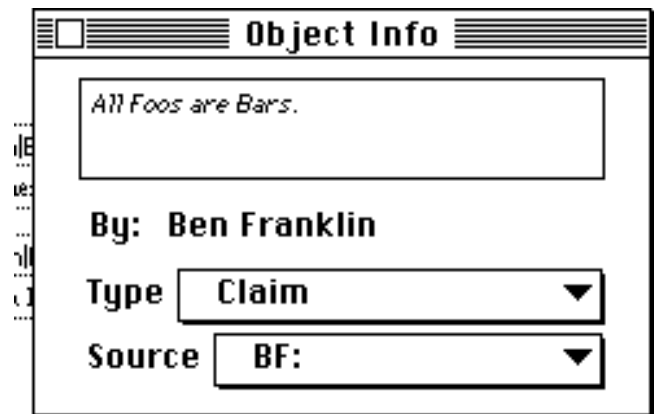 Object Info
All Foos are Bars.
By: Ben Franklin
Type Claim
Source BF: